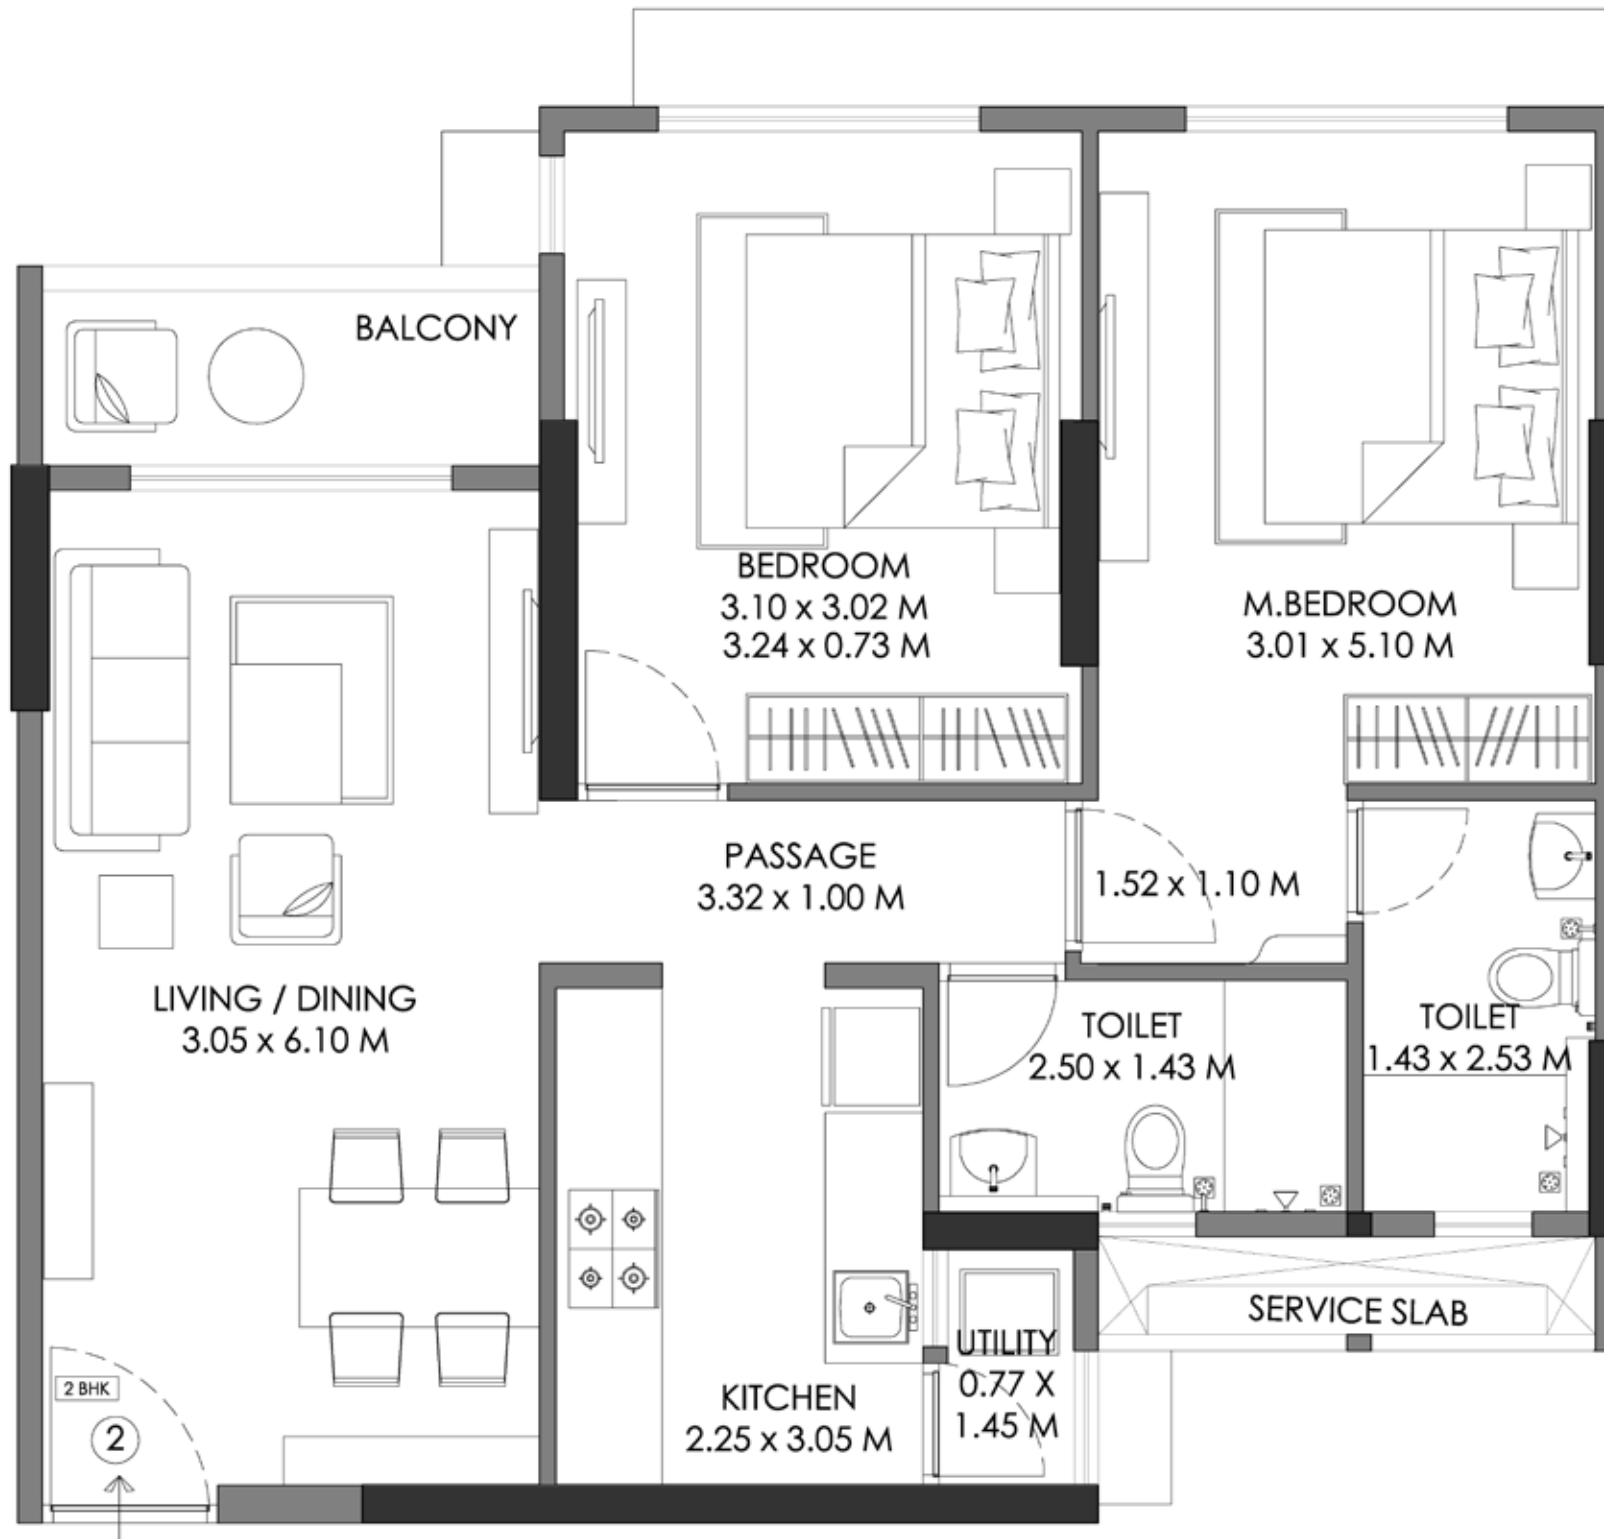 BALCONY
BEDROOM
3.10 x 3.02 M
3.24 x 0.73 M
M.BEDROOM
3.01 x 5.10 M
PASSAGE
3.32 x 1.00 M
1.52 x 1.10 M
LIVING / DINING
3.05 x 6.10 M
TOILET
2.50 x 1.43 M
TOILET
1.43 x 2.53 M
SERVICE SLAB
UTILITY
0.77 X
1.45 M
KITCHEN
2.25 x 3.05 M
2 BHK
2